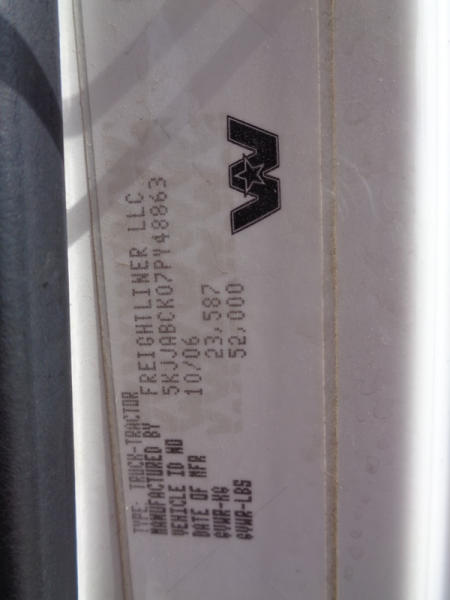 TYPE: TRUCK-TRACTOR
MANUFACTURED BY FREIGHTLINER LLC
VEHICLE ID NO 5KJJABCK07PY48863
DATE OF MFR 10/06
GVWR-KG 23,587
GVWR-LBS 52,000